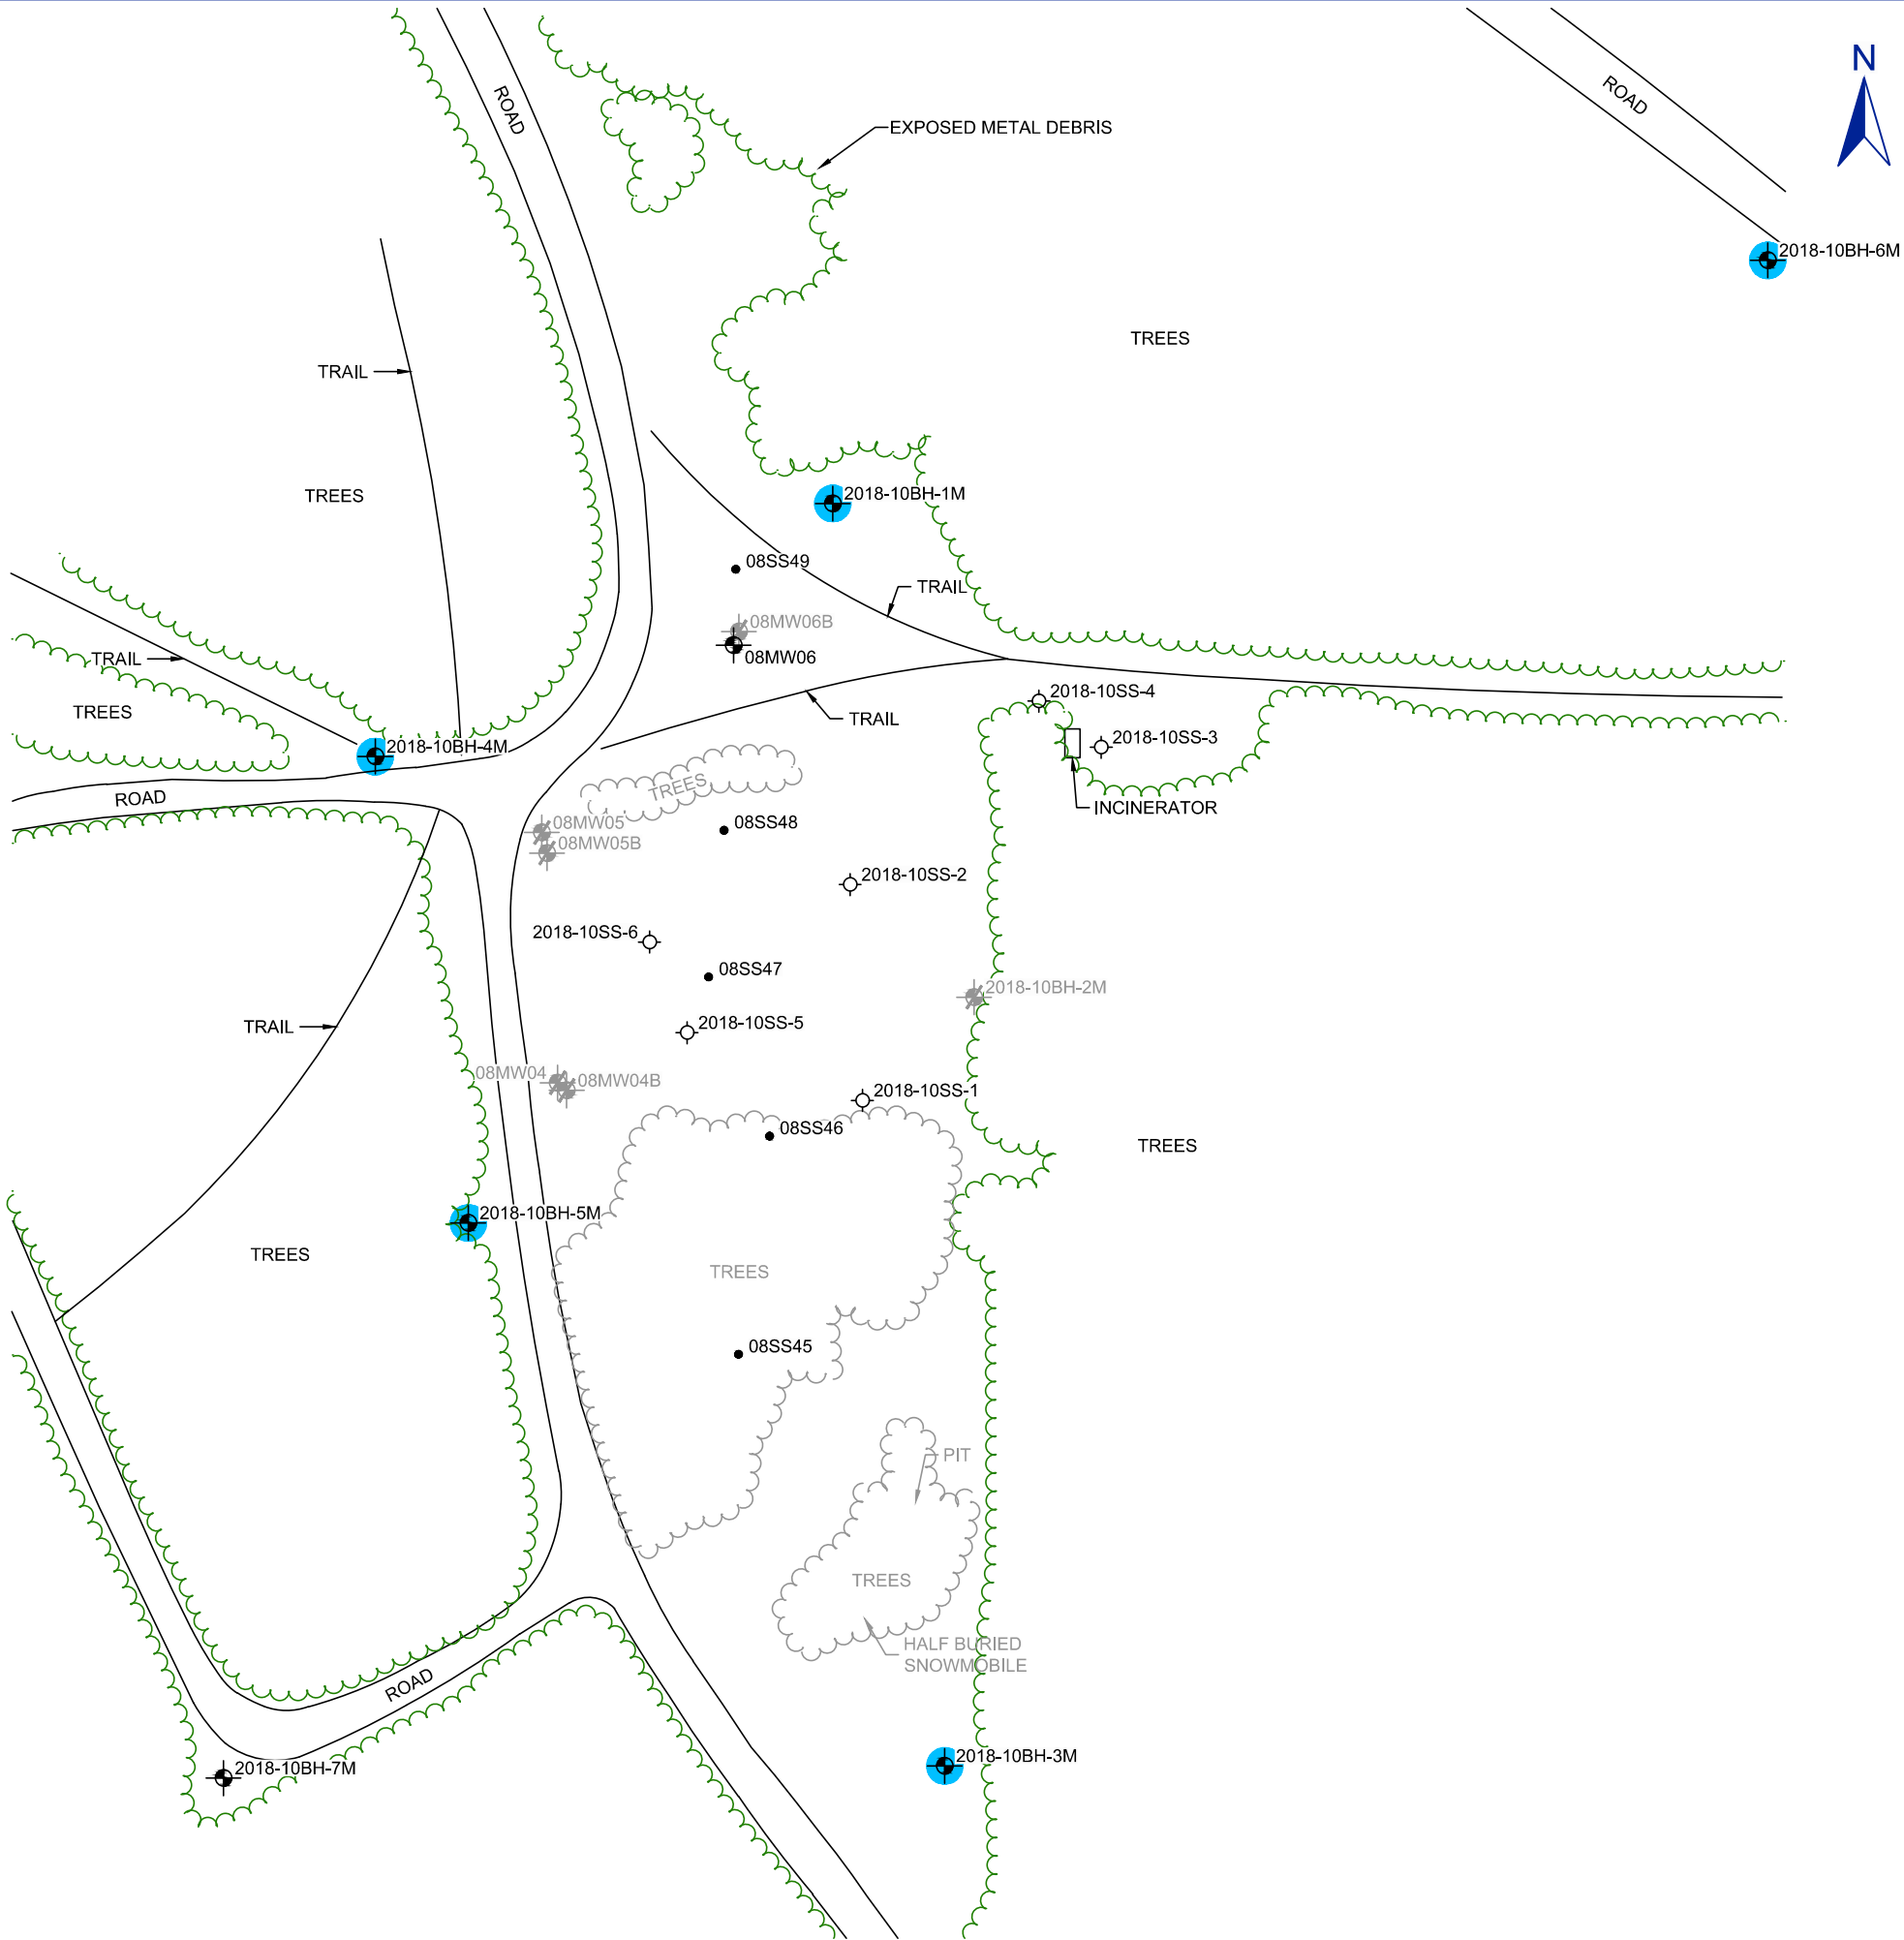 N
ROAD
ROAD
EXPOSED METAL DEBRIS
2018-10BH-6M
TREES
TRAIL
TREES
2018-10BH-1M
08SS49
TRAIL
08MW06B
08MW06
TRAIL
TREES
2018-10SS-4
TRAIL
2018-10SS-3
2018-10BH-4M
TREES
ROAD
INCINERATOR
08MW05
08SS48
08MW05B
2018-10SS-2
2018-10SS-6
08SS47
2018-10BH-2M
TRAIL
2018-10SS-5
08MW04
08MW04B
2018-10SS-1
08SS46
TREES
2018-10BH-5M
TREES
TREES
08SS45
PIT
TREES
HALF BURIED
SNOWMOBILE
ROAD
2018-10BH-3M
2018-10BH-7M